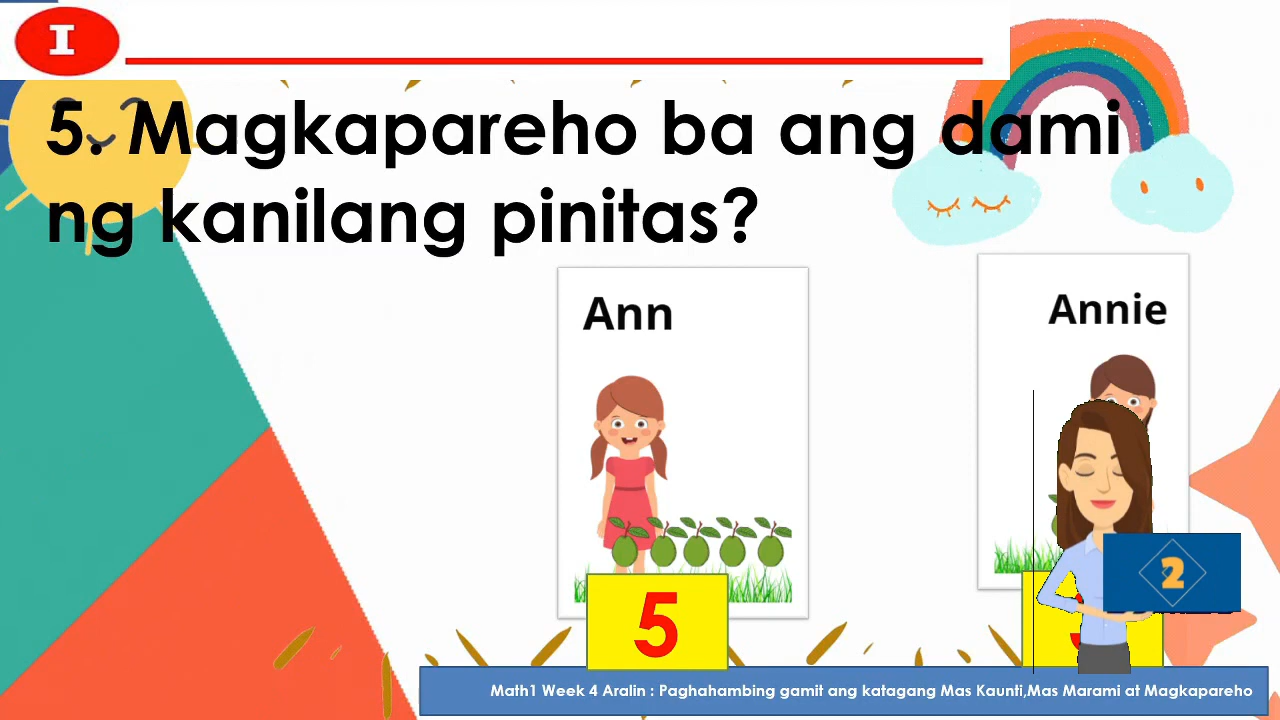 I
5. Magkapareho ba ang dami
ng kanilang pinitas?
Ann
Annie
5
2
Math1 Week 4 Aralin : Paghahambing gamit ang katagang Mas Kaunti,Mas Marami at Magkapareho